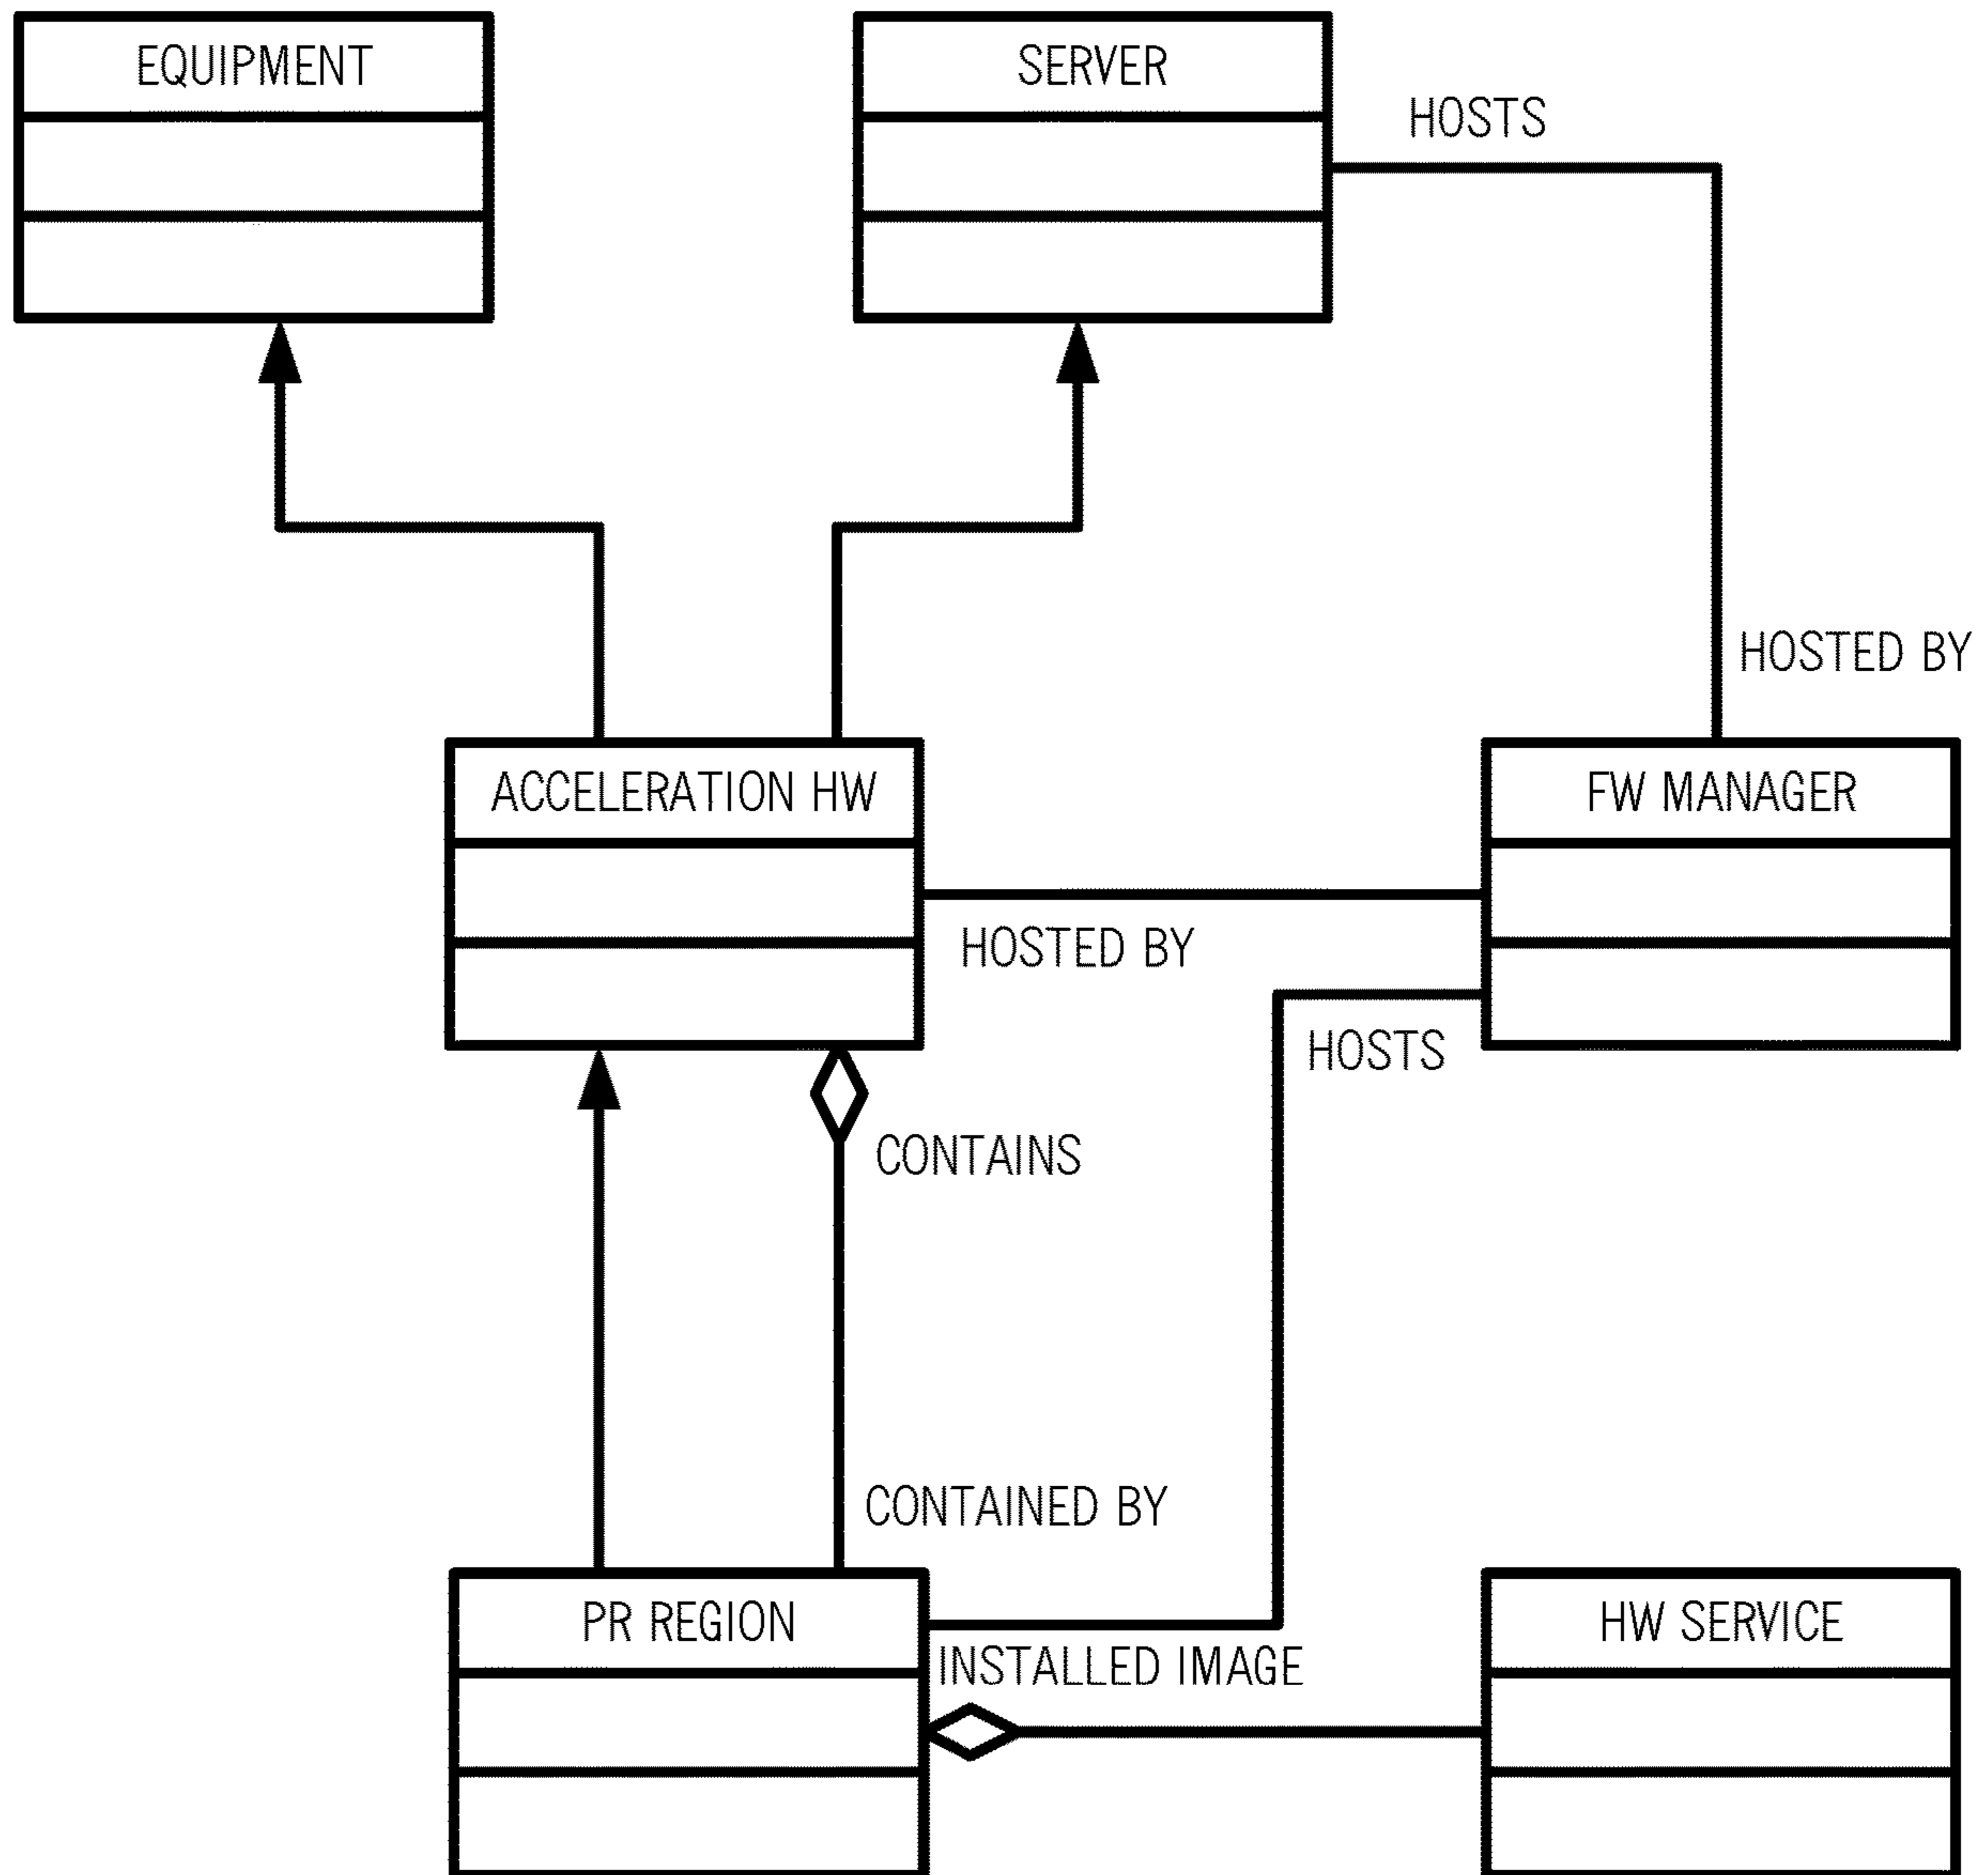 EQUIPMENT
SERVER
HOSTS
HOSTED BY
ACCELERATION HW
FW MANAGER
HOSTED BY
HOSTS
CONTAINS
CONTAINED BY
PR REGION
HW SERVICE
INSTALLED IMAGE